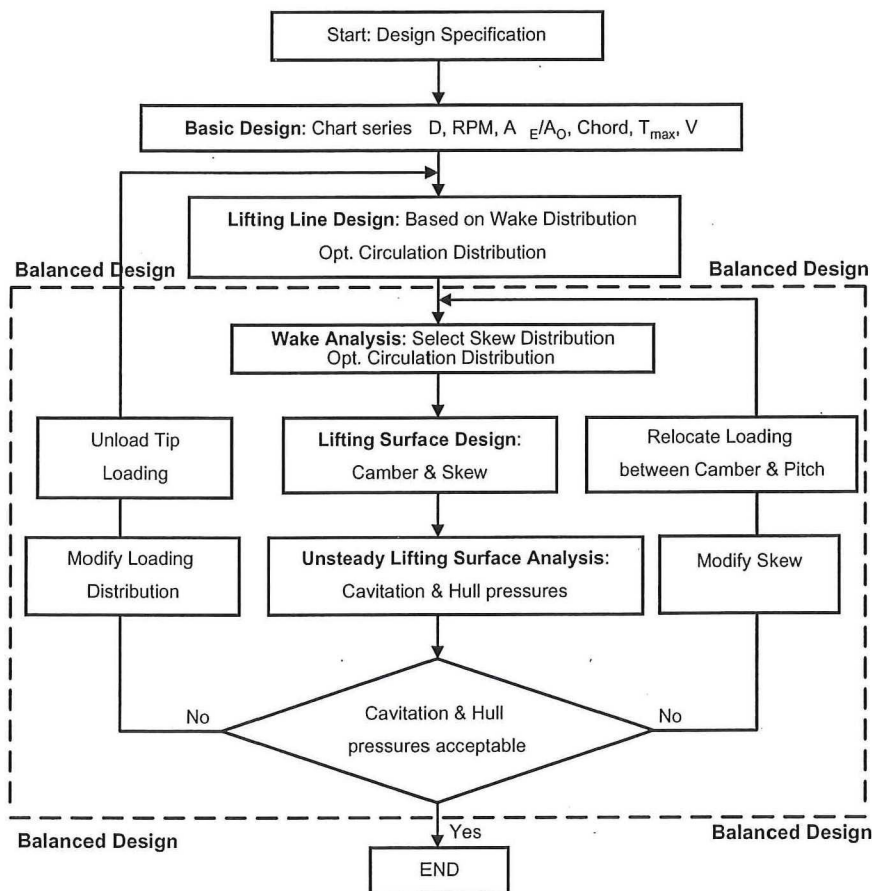 Start: Design Specification
Basic Design: Chart series D, RPM, A E/AO, Chord, Tmax, V
Lifting Line Design: Based on Wake Distribution
Opt. Circulation Distribution
Balanced Design
Balanced Design
Wake Analysis: Select Skew Distribution
Opt. Circulation Distribution
Unload Tip
Loading
Lifting Surface Design:
Camber & Skew
Relocate Loading
between Camber & Pitch
Modify Loading
Distribution
Unsteady Lifting Surface Analysis:
Cavitation & Hull pressures
Modify Skew
No
Cavitation & Hull
pressures acceptable
No
Balanced Design
Yes
Balanced Design
END